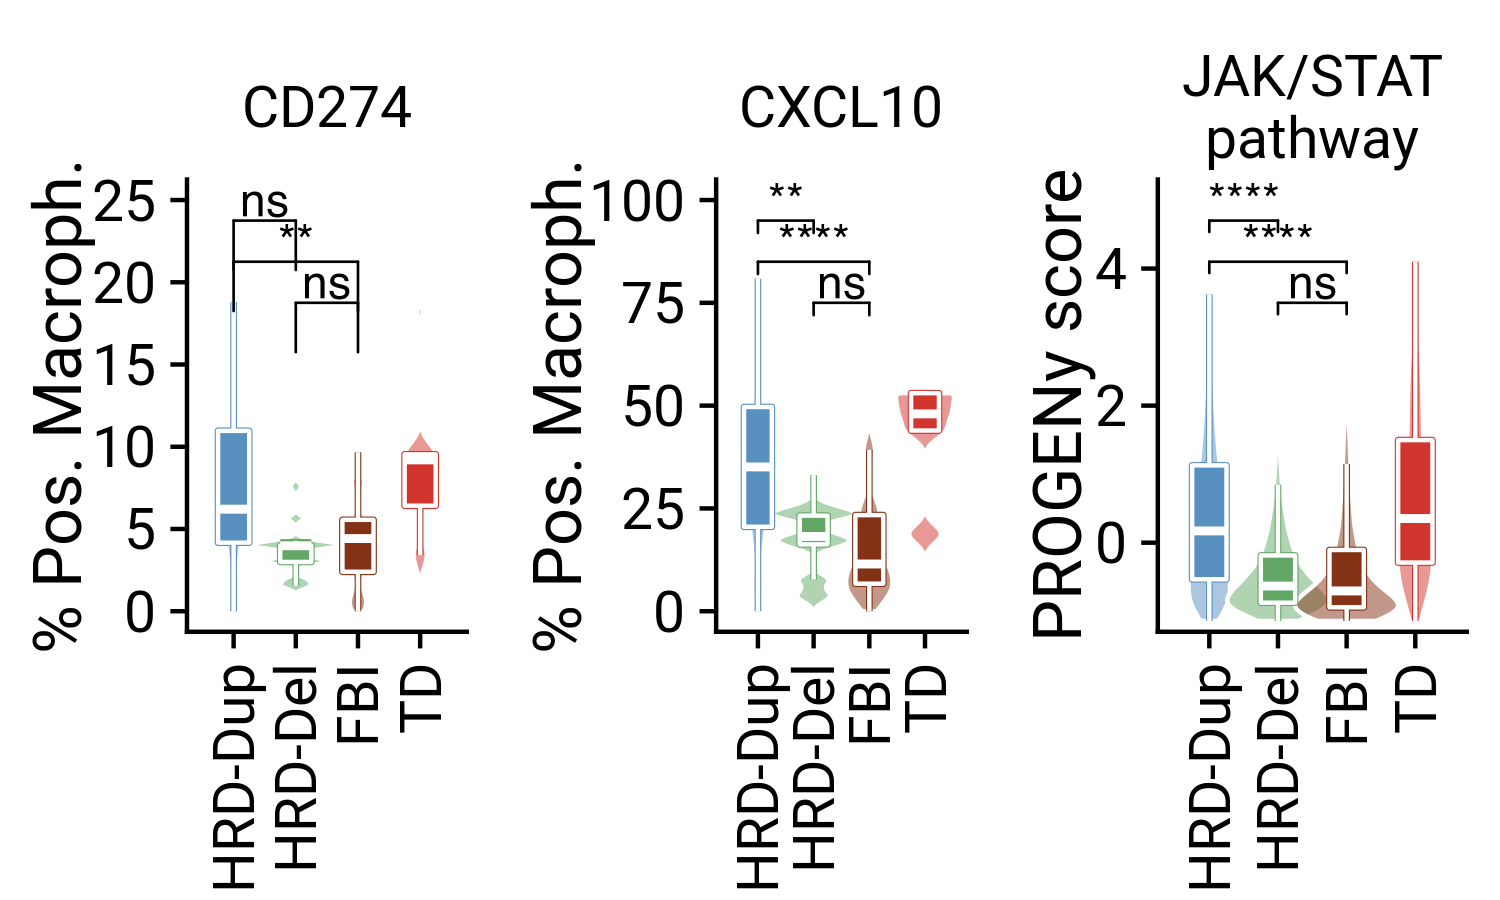 CD274
% Pos. Macroph.
25
20
15
10
5
0
ns
**
ns
HRD-Dup
HRD-Del
FBI
TD
CXCL10
% Pos. Macroph.
100
75
50
25
0
**
****
ns
HRD-Dup
HRD-Del
FBI
TD
JAK/STAT
pathway
PROGENy score
4
2
0
****
****
ns
HRD-Dup
HRD-Del
FBI
TD